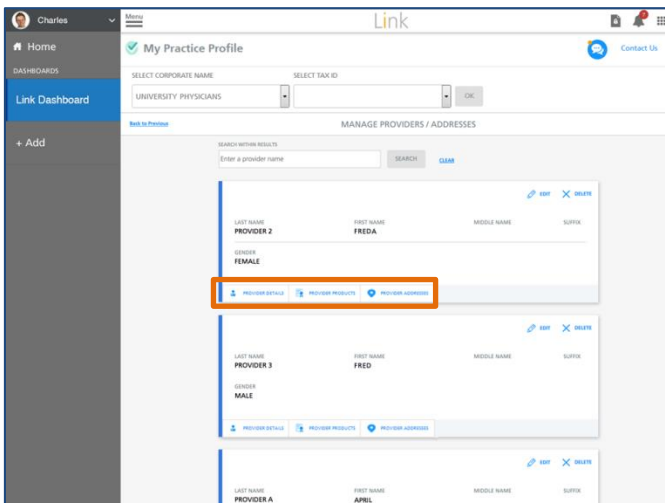 Charles
Menu
Link
Home
My Practice Profile
Contact Us
DASHBOARDS
SELECT CORPORATE NAME SELECT TAX ID
Link Dashboard
UNIVERSITY PHYSICIANS
Back to Previous MANAGE PROVIDERS / ADDRESSES
+ Add
SEARCH WITHIN RESULTS
Enter a provider name SEARCH CLEAR
EDIT DELETE
LAST NAME FIRST NAME MIDDLE NAME SUFFIX
PROVIDER 2 FREDA
GENDER
FEMALE
PROVIDER DETAILS PROVIDER PRODUCTS PROVIDER ADDRESSES
EDIT DELETE
LAST NAME FIRST NAME MIDDLE NAME SUFFIX
PROVIDER 3 FRED
GENDER
MALE
PROVIDER DETAILS PROVIDER PRODUCTS PROVIDER ADDRESSES
EDIT DELETE
LAST NAME FIRST NAME MIDDLE NAME SUFFIX
PROVIDER A APRIL